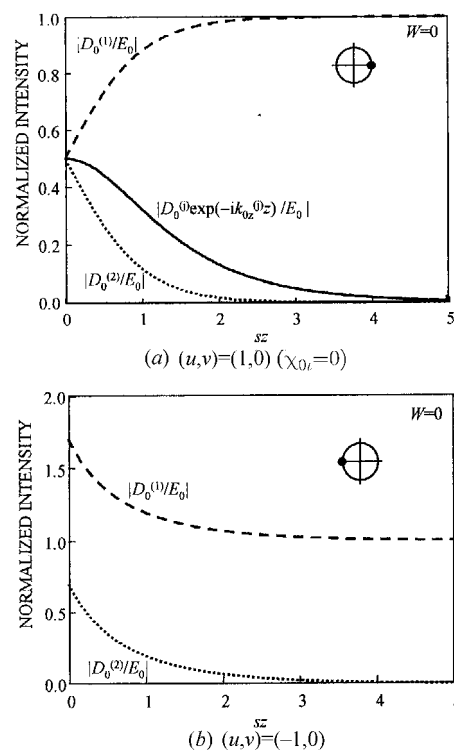 NORMALIZED INTENSITY
1.0
0.8
0.6
0.4
0.2
0.0
|D₀⁽¹⁾/E₀|
W=0
|D₀⁽ʲ⁾exp(−ik₀z⁽ʲ⁾z)/E₀|
|D₀⁽²⁾/E₀|
0 1 2 3 4 5
sz
(a) (u,v)=(1,0) (χ₀ᵢ=0)
NORMALIZED INTENSITY
2.0
1.5
1.0
0.5
0.0
W=0
|D₀⁽¹⁾/E₀|
|D₀⁽²⁾/E₀|
0 1 2 3 4 5
sz
(b) (u,v)=(−1,0)